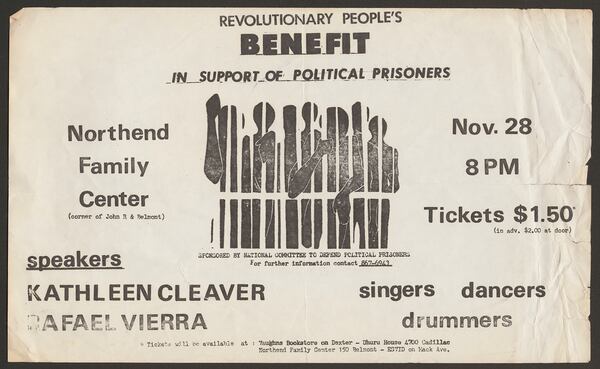 REVOLUTIONARY PEOPLE'S
BENEFIT
IN SUPPORT OF POLITICAL PRISONERS
Northend
Family
Center
(corner of John R & Belmont)
Nov. 28
8 PM
Tickets $1.50*
(in adv. $2.00 at door)
SPONSORED BY NATIONAL COMMITTEE TO DEFEND POLITICAL PRISONERS
For further information contact 867-6943
speakers
KATHLEEN CLEAVER
RAFAEL VIERRA
singers dancers
drummers
* Tickets will be available at : Vaughns Bookstore on Dexter - Uhuru House 4700 Cadillac
Northend Family Center 150 Belmont - ESVID on Mack Ave.